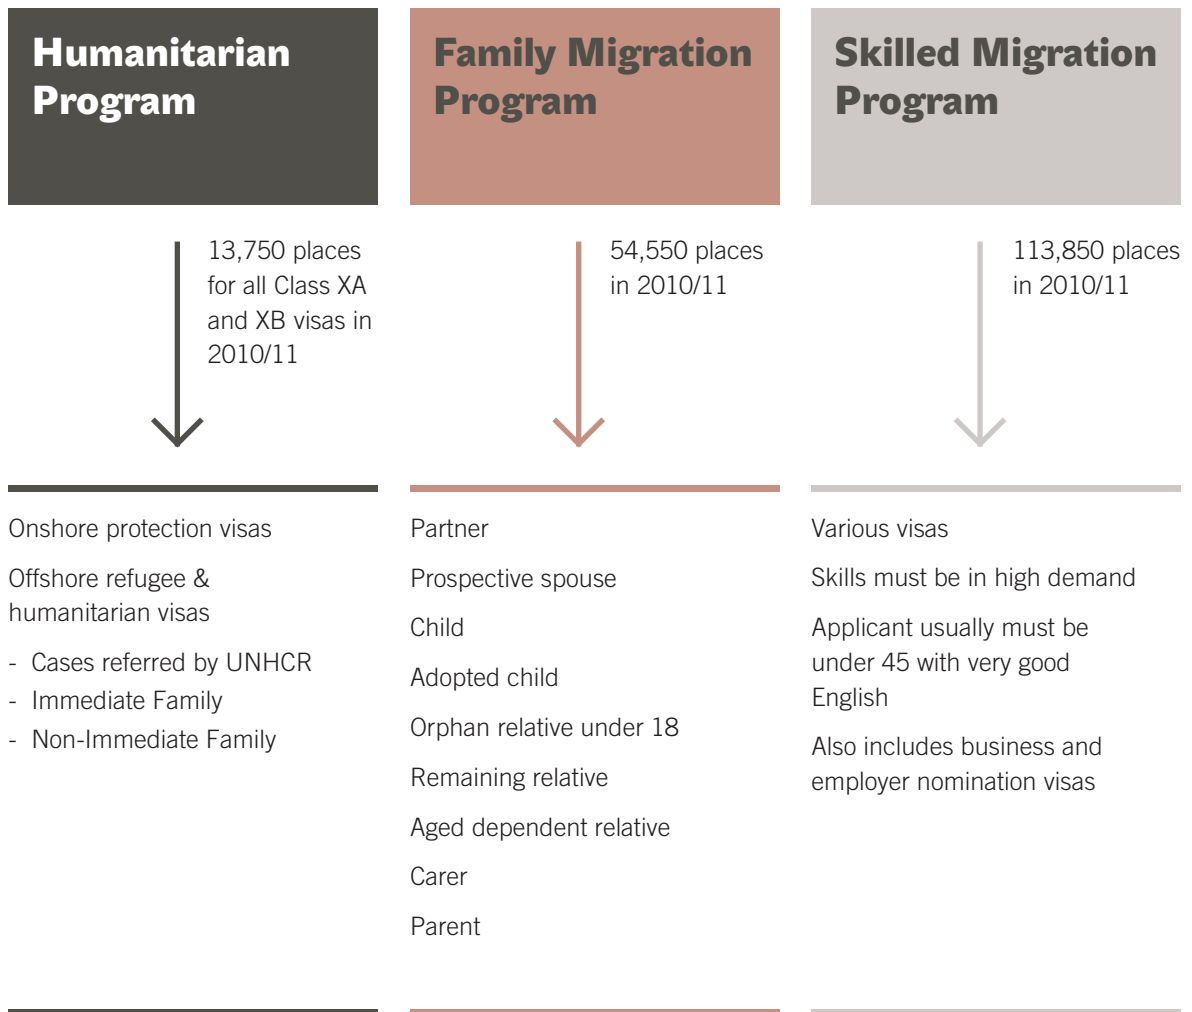 Humanitarian
Program
13,750 places
for all Class XA
and XB visas in
2010/11
Onshore protection visas
Offshore refugee &
humanitarian visas
- Cases referred by UNHCR
- Immediate Family
- Non-Immediate Family
Family Migration
Program
54,550 places
in 2010/11
Partner
Prospective spouse
Child
Adopted child
Orphan relative under 18
Remaining relative
Aged dependent relative
Carer
Parent
Skilled Migration
Program
113,850 places
in 2010/11
Various visas
Skills must be in high demand
Applicant usually must be
under 45 with very good
English
Also includes business and
employer nomination visas